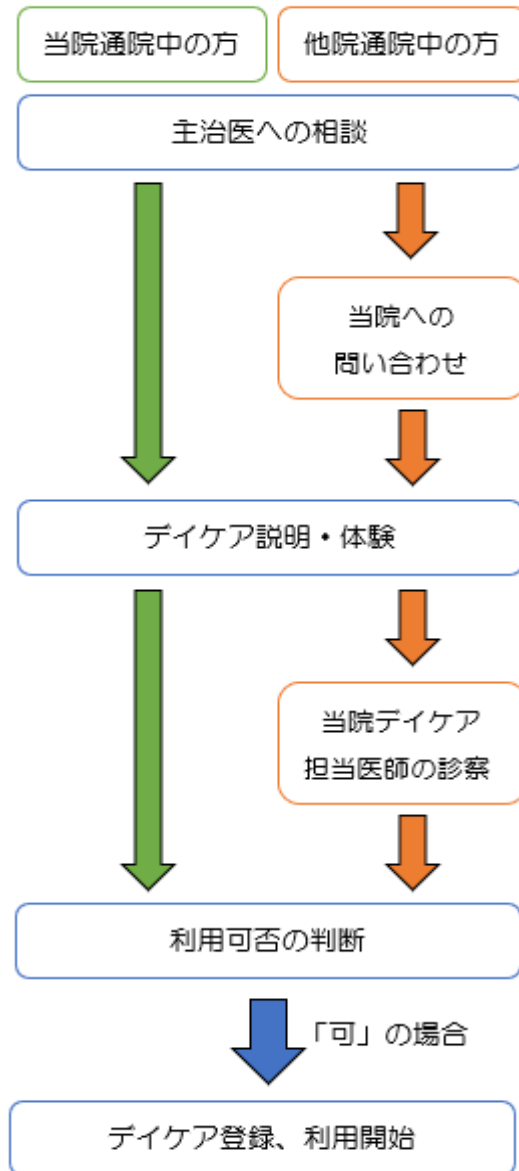 当院通院中の方
他院通院中の方
主治医への相談
当院への
問い合わせ
デイケア説明・体験
当院デイケア
担当医師の診察
利用可否の判断
「可」の場合
デイケア登録、利用開始